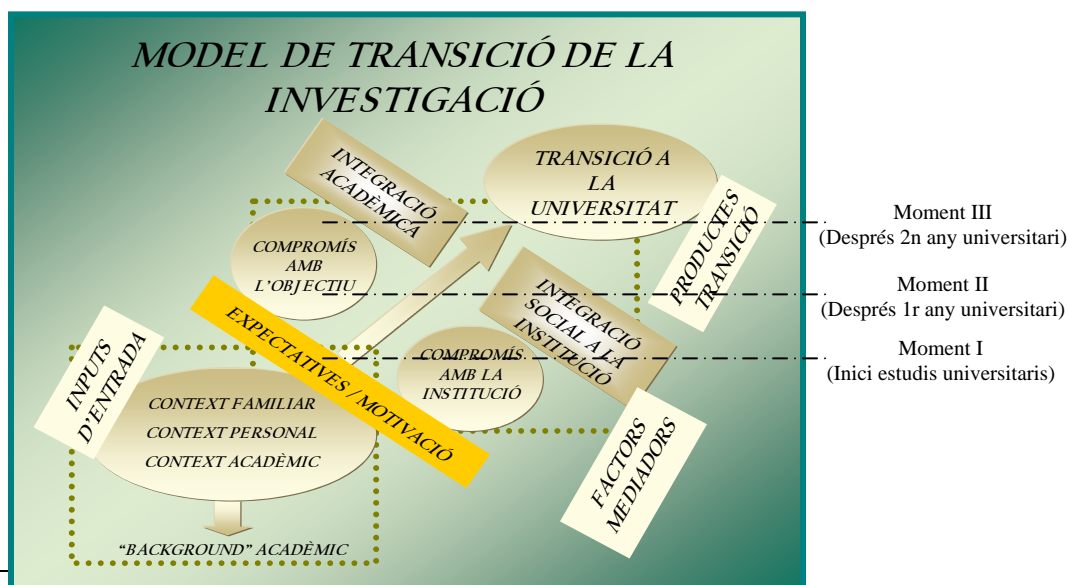 MODEL DE TRANSICIÓ DE LA
INVESTIGACIÓ
INTEGRACIÓ
ACADÈMICA
TRANSICIÓ A
LA
UNIVERSITAT
PRODUCTES
TRANSICIÓ
COMPROMÍS
AMB
L'OBJECTIU
INTEGRACIÓ
SOCIAL A LA
INSTITUCIÓ
EXPECTATIVES / MOTIVACIÓ
COMPROMÍS
AMB LA
INSTITUCIÓ
INPUTS
D'ENTRADA
CONTEXT FAMILIAR
CONTEXT PERSONAL
CONTEXT ACADÈMIC
FACTORS
MEDIADORS
“BACKGROUND” ACADÈMIC
Moment III
(Després 2n any universitari)
Moment II
(Després 1r any universitari)
Moment I
(Inici estudis universitaris)